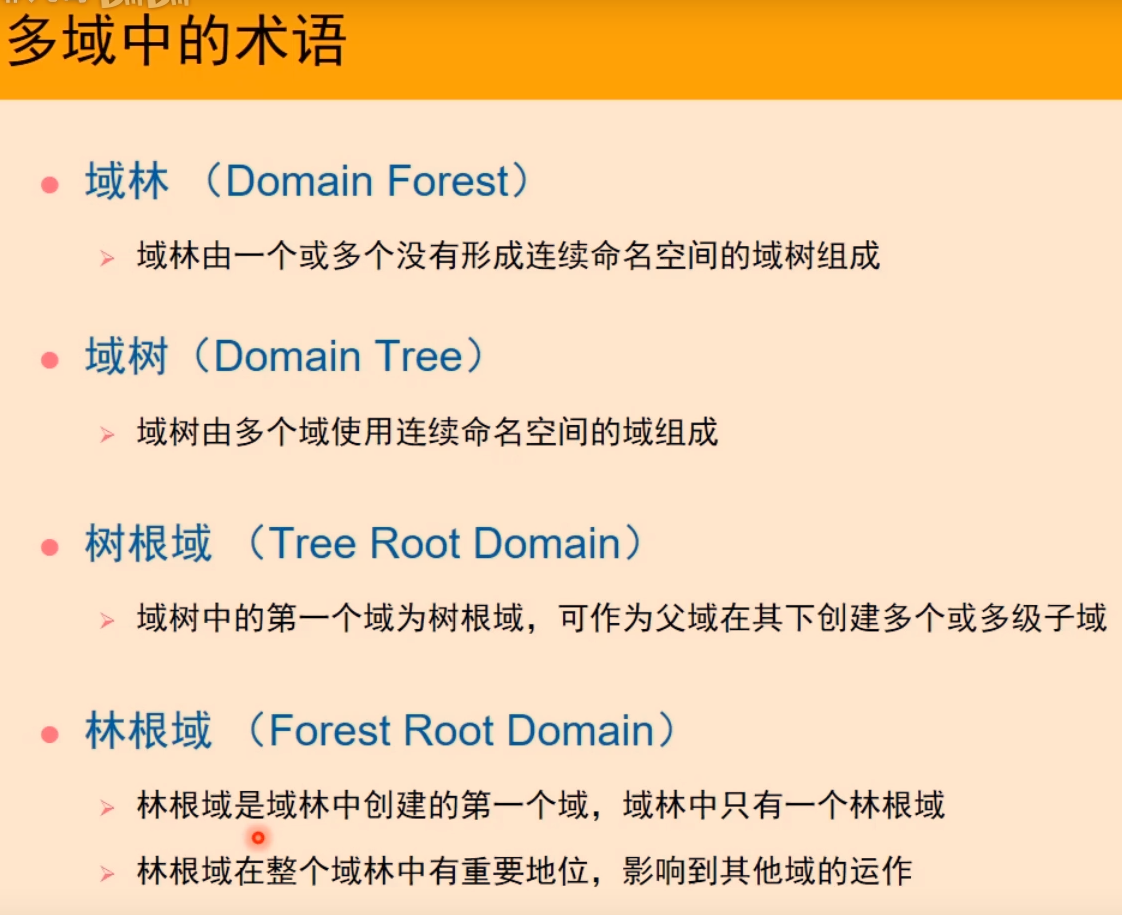 多域中的术语
域林 （Domain Forest）
域林由一个或多个没有形成连续命名空间的域树组成
域树（Domain Tree）
域树由多个域使用连续命名空间的域组成
树根域 （Tree Root Domain）
域树中的第一个域为树根域，可作为父域在其下创建多个或多级子域
林根域 （Forest Root Domain）
林根域是域林中创建的第一个域，域林中只有一个林根域
林根域在整个域林中有重要地位，影响到其他域的运作